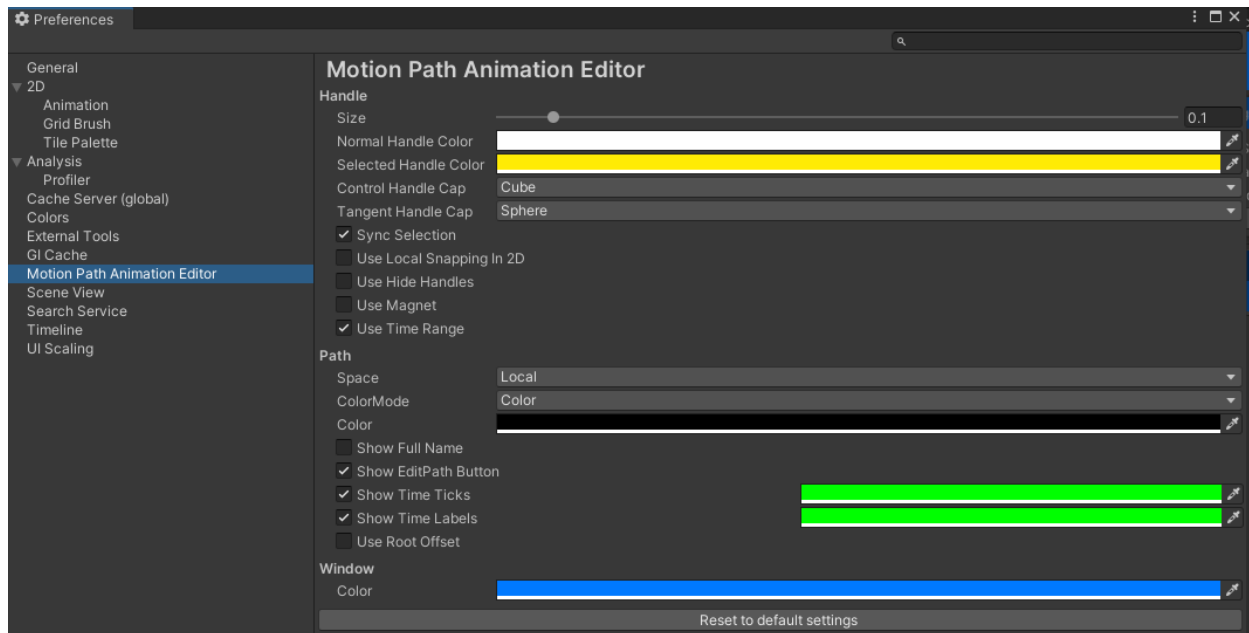 Preferences
General
2D
Animation
Grid Brush
Tile Palette
Analysis
Profiler
Cache Server (global)
Colors
External Tools
GI Cache
Motion Path Animation Editor
Scene View
Search Service
Timeline
UI Scaling
Motion Path Animation Editor
Handle
Size 0.1
Normal Handle Color
Selected Handle Color
Control Handle Cap Cube
Tangent Handle Cap Sphere
Sync Selection
Use Local Snapping In 2D
Use Hide Handles
Use Magnet
Use Time Range
Path
Space Local
ColorMode Color
Color
Show Full Name
Show EditPath Button
Show Time Ticks
Show Time Labels
Use Root Offset
Window
Color
Reset to default settings